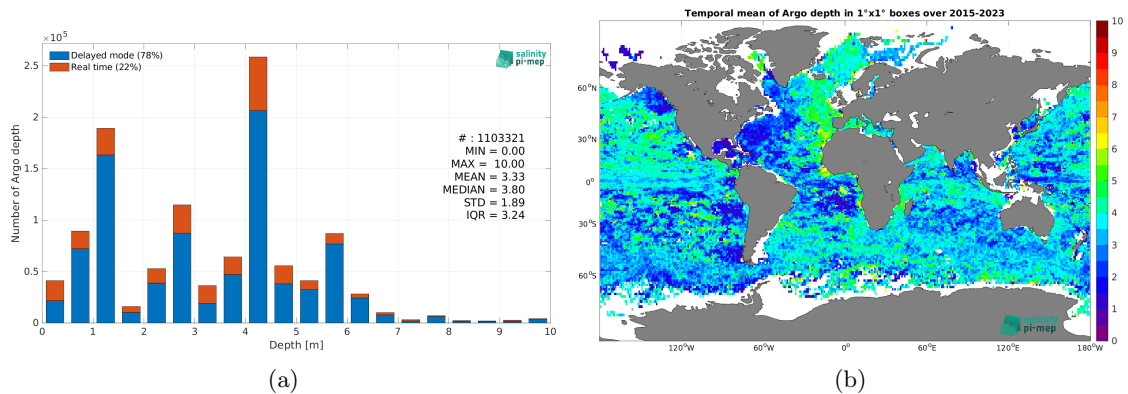 ×10⁵
2.5
2
1.5
1
0.5
0
Number of Argo depth
Delayed mode (78%)
Real time (22%)
salinity
pi-mep
# : 1103321
MIN = 0.00
MAX = 10.00
MEAN = 3.33
MEDIAN = 3.80
STD = 1.89
IQR = 3.24
0 1 2 3 4 5 6 7 8 9 10
Depth [m]
(a)
Temporal mean of Argo depth in 1°x1° boxes over 2015-2023
60°N
30°N
0°
30°S
60°S
120°W 60°W 0° 60°E 120°E 180°W
salinity
pi-mep
10
9
8
7
6
5
4
3
2
1
0
(b)